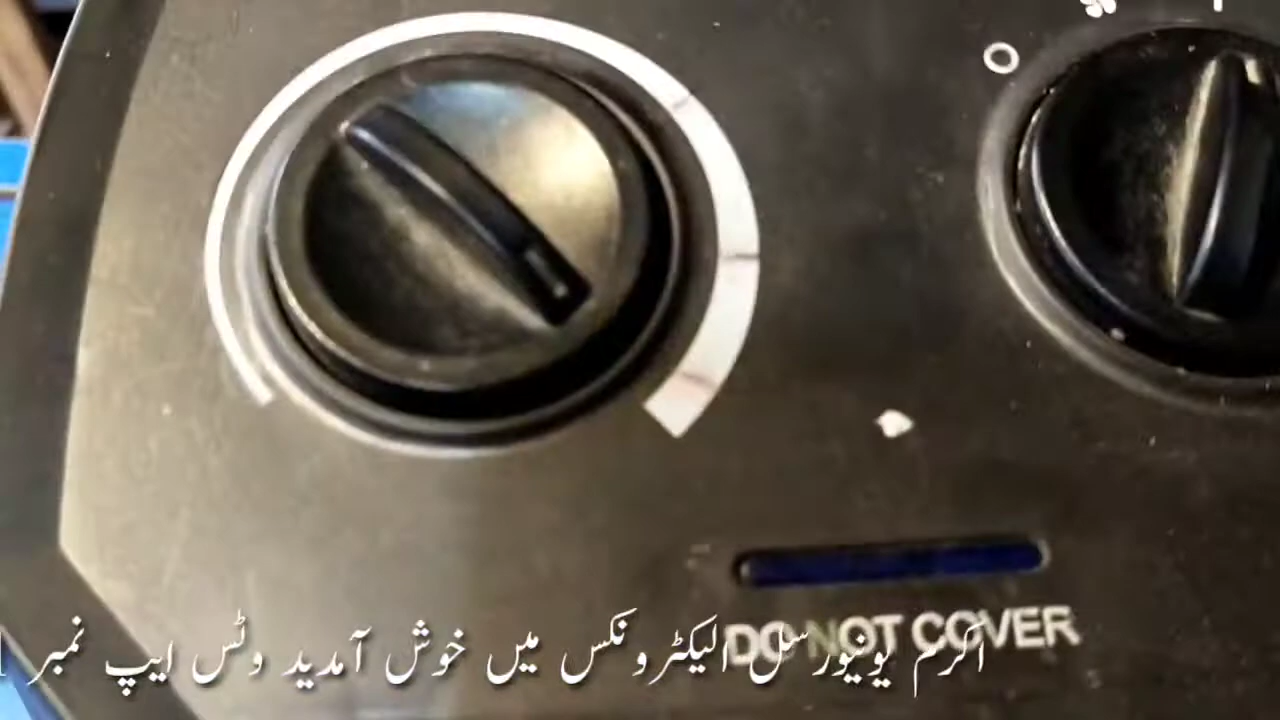 DO NOT COVER
اکرم یونیورسل الیکٹرونکس میں خوش آمدید وٹس ایپ نمبر